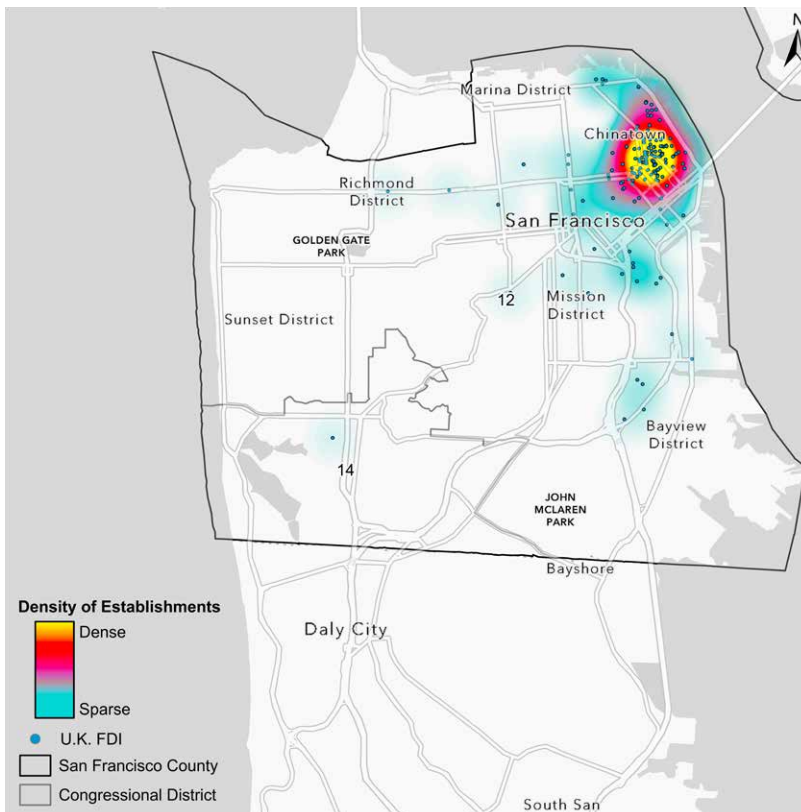 N
Marina District
Chinatown
Richmond
District
San Francisco
GOLDEN GATE
PARK
12
Mission
District
Sunset District
Bayview
District
14
JOHN
MCLAREN
PARK
Bayshore
Density of Establishments
Dense
Sparse
Daly City
U.K. FDI
San Francisco County
Congressional District
South San